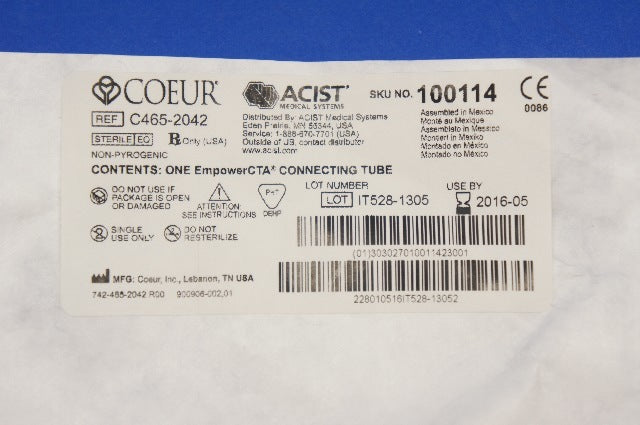 COEUR®
REF C465-2042
STERILE EO Rx Only (USA)
NON-PYROGENIC
ACIST®
MEDICAL SYSTEMS
Distributed By: ACIST Medical Systems
Eden Prairie, MN 55344, USA
Service: 1-888-670-7701 (USA)
Outside of US, contact distributor
www.acist.com
SKU NO. 100114
Assembled in Mexico
Monté au Mexique
Assemblato in Messico
Montiert in Mexiko
Montado en México
Montado no México
CE
0086
CONTENTS: ONE EmpowerCTA® CONNECTING TUBE
DO NOT USE IF
PACKAGE IS OPEN
OR DAMAGED
ATTENTION:
SEE INSTRUCTIONS
PHT
DEHP
SINGLE
USE ONLY
DO NOT
RESTERILIZE
LOT NUMBER
LOT IT528-1305
USE BY
2016-05
(01)30302701001142­3001
MFG: Coeur, Inc., Lebanon, TN USA
742-465-2042 R00 900906-002,01
228010516IT528-13052